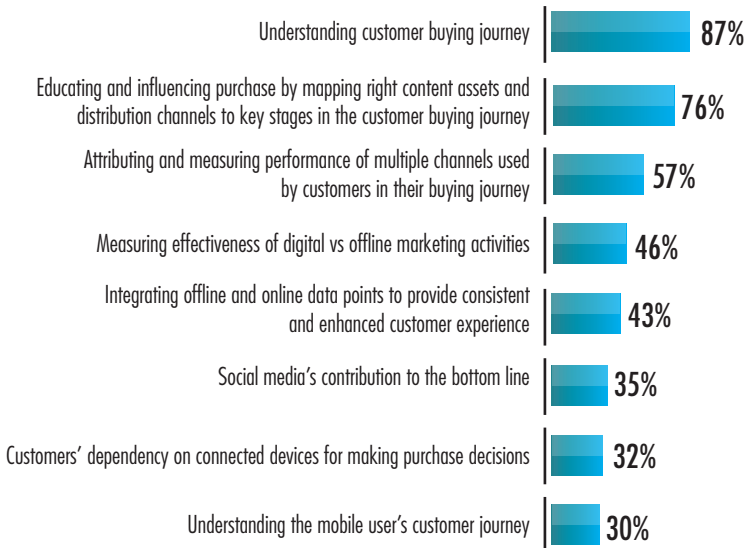 Understanding customer buying journey
87%
Educating and influencing purchase by mapping right content assets and
distribution channels to key stages in the customer buying journey
76%
Attributing and measuring performance of multiple channels used
by customers in their buying journey
57%
Measuring effectiveness of digital vs offline marketing activities
46%
Integrating offline and online data points to provide consistent
and enhanced customer experience
43%
Social media's contribution to the bottom line
35%
Customers' dependency on connected devices for making purchase decisions
32%
Understanding the mobile user's customer journey
30%